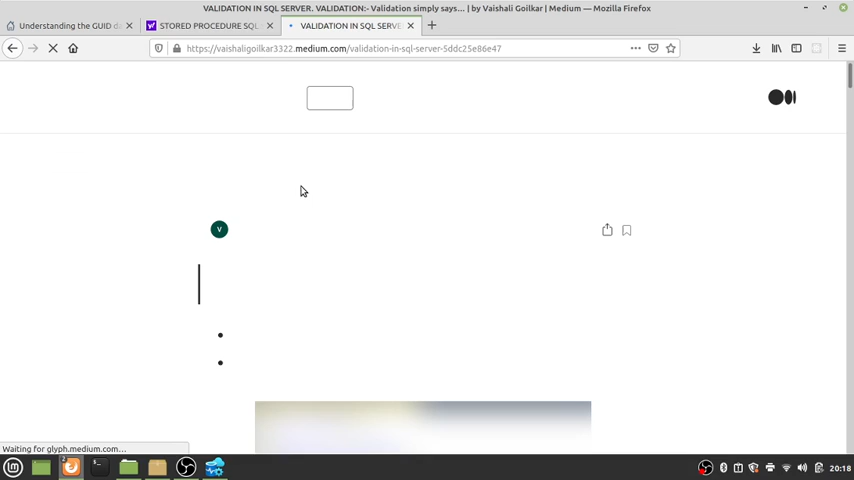 VALIDATION IN SQL SERVER. VALIDATION:- Validation simply says... | by Vaishali Goilkar | Medium — Mozilla Firefox
Understanding the GUID da
STORED PROCEDURE SQL
VALIDATION IN SQL SERVE
https://vaishaligoilkar3322.medium.com/validation-in-sql-server-5ddc25e86e47
V
Waiting for glyph.medium.com...
2
20:18